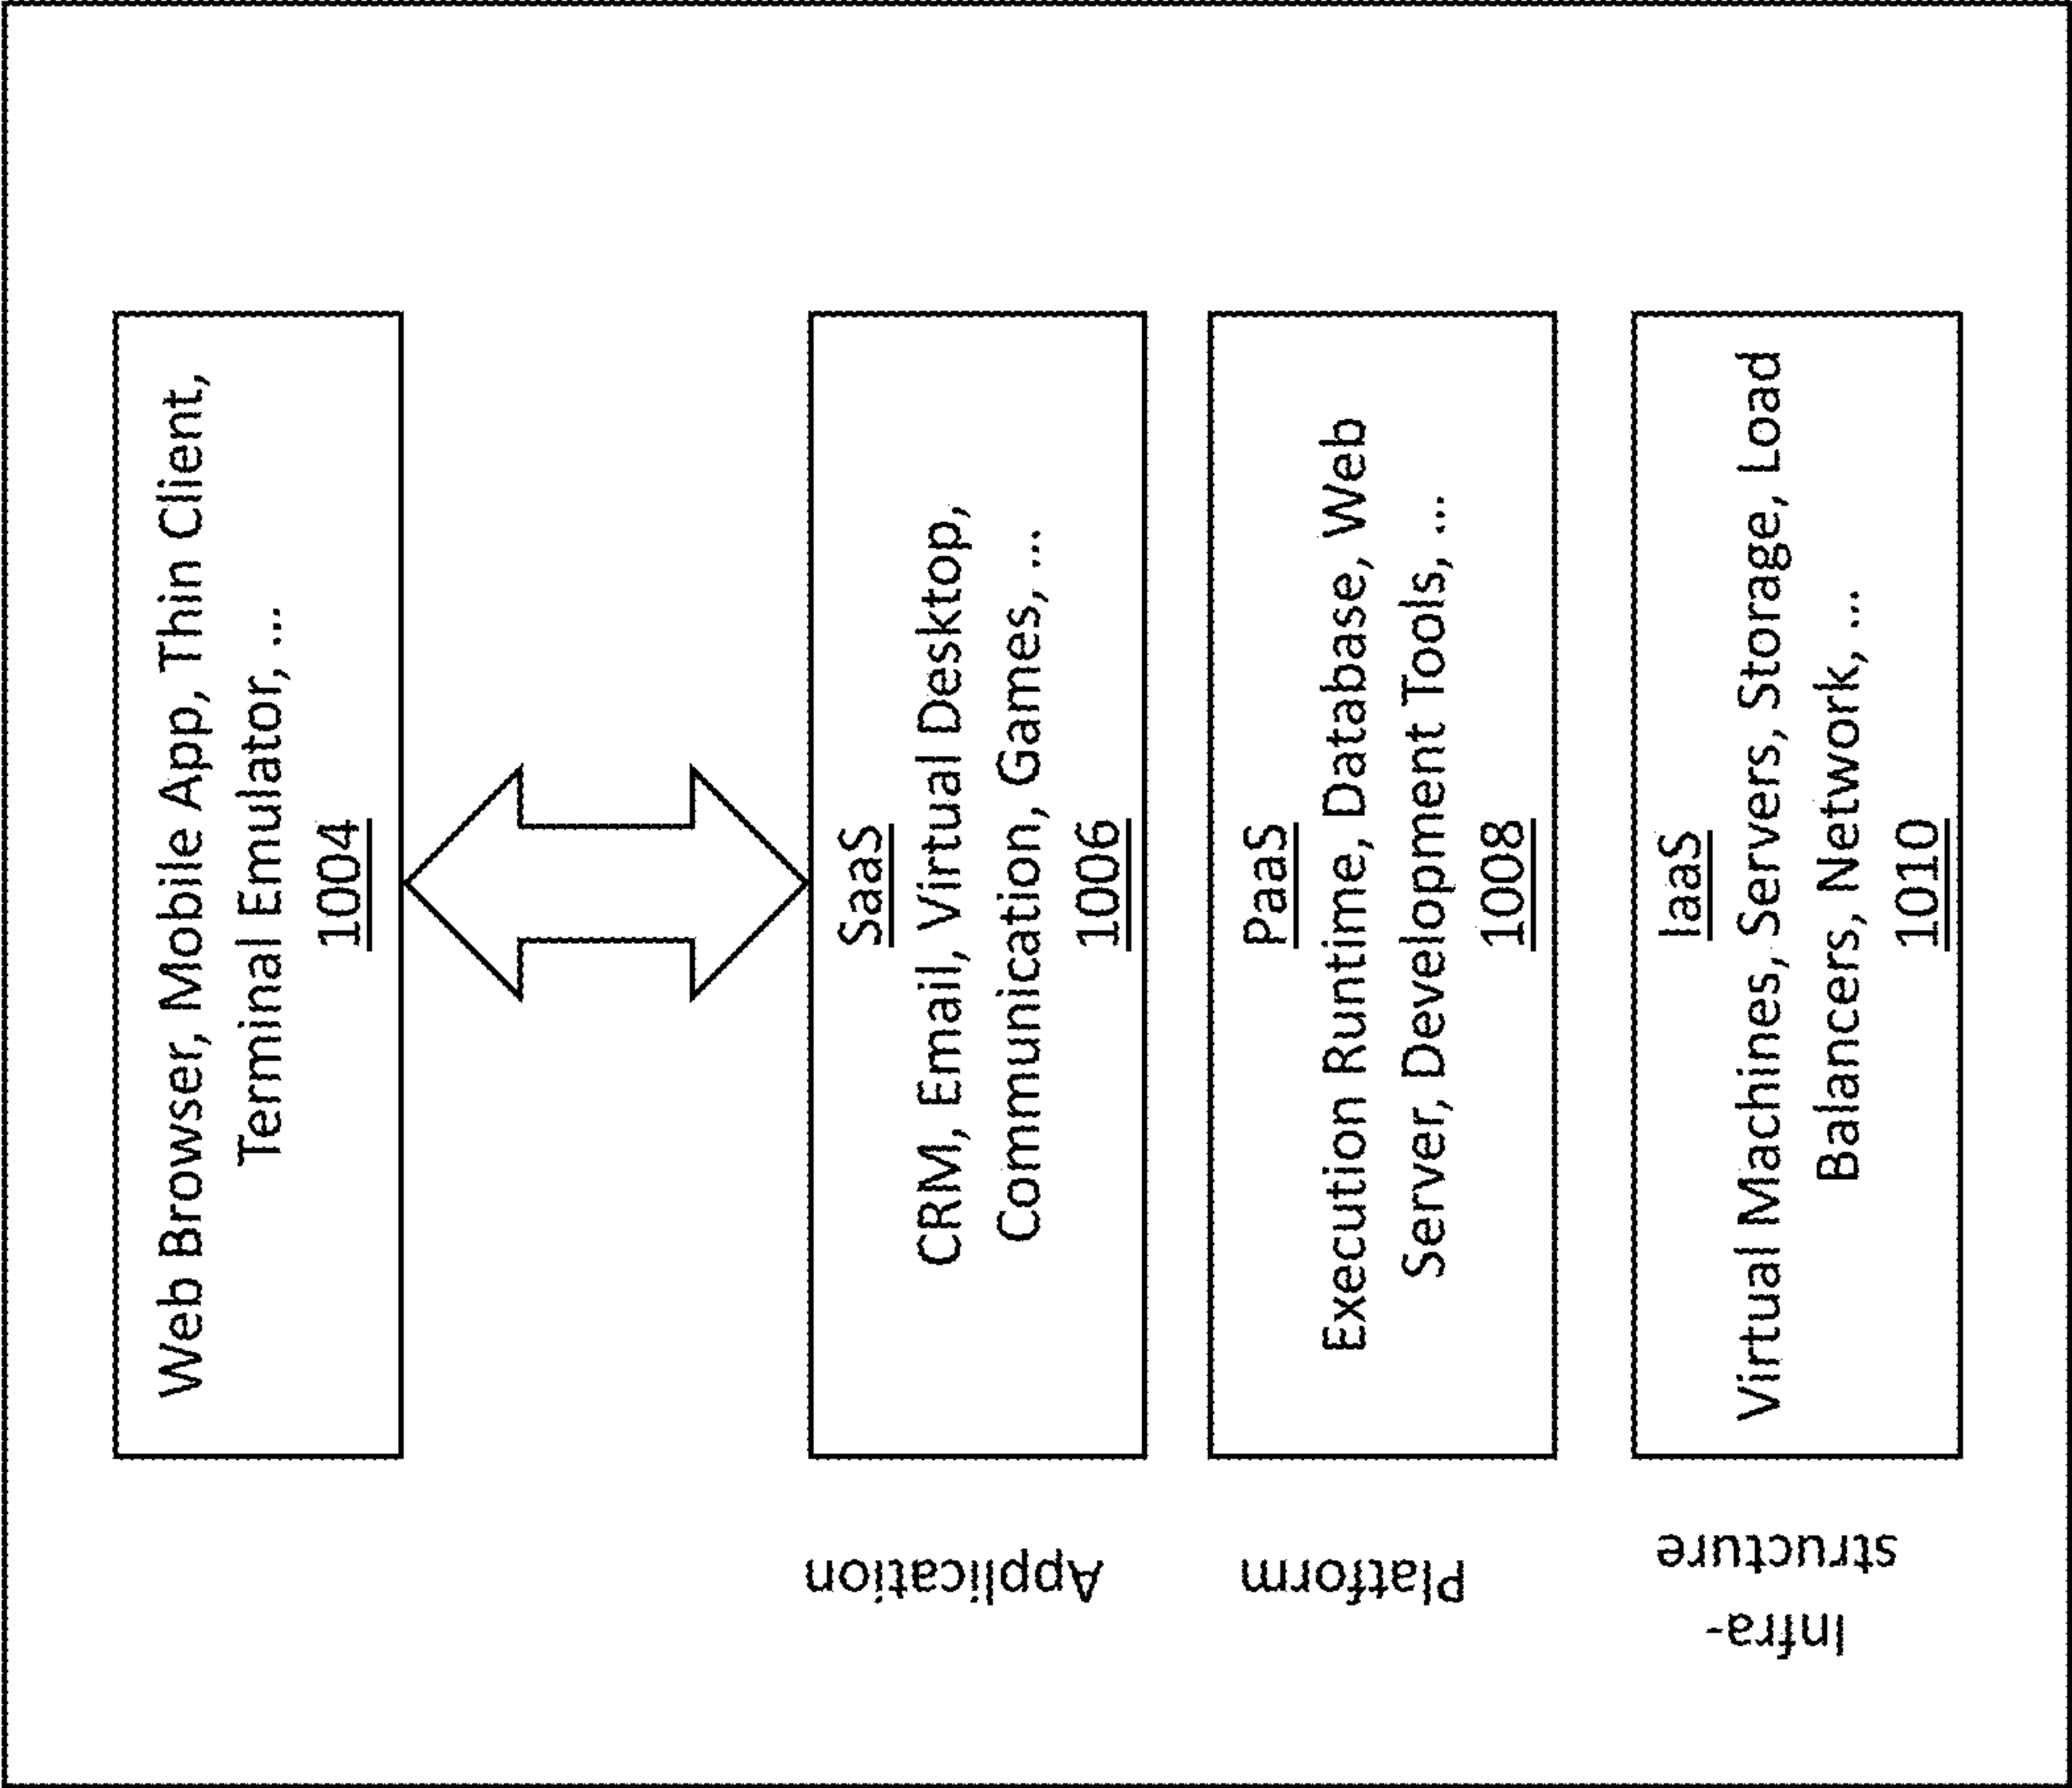 Web Browser, Mobile App, Thin Client,
Terminal Emulator, ...
1004
Application
SaaS
CRM, Email, Virtual Desktop,
Communication, Games, ...
1006
Platform
PaaS
Execution Runtime, Database, Web
Server, Development Tools, ...
1008
Infra-
structure
IaaS
Virtual Machines, Servers, Storage, Load
Balancers, Network, ...
1010